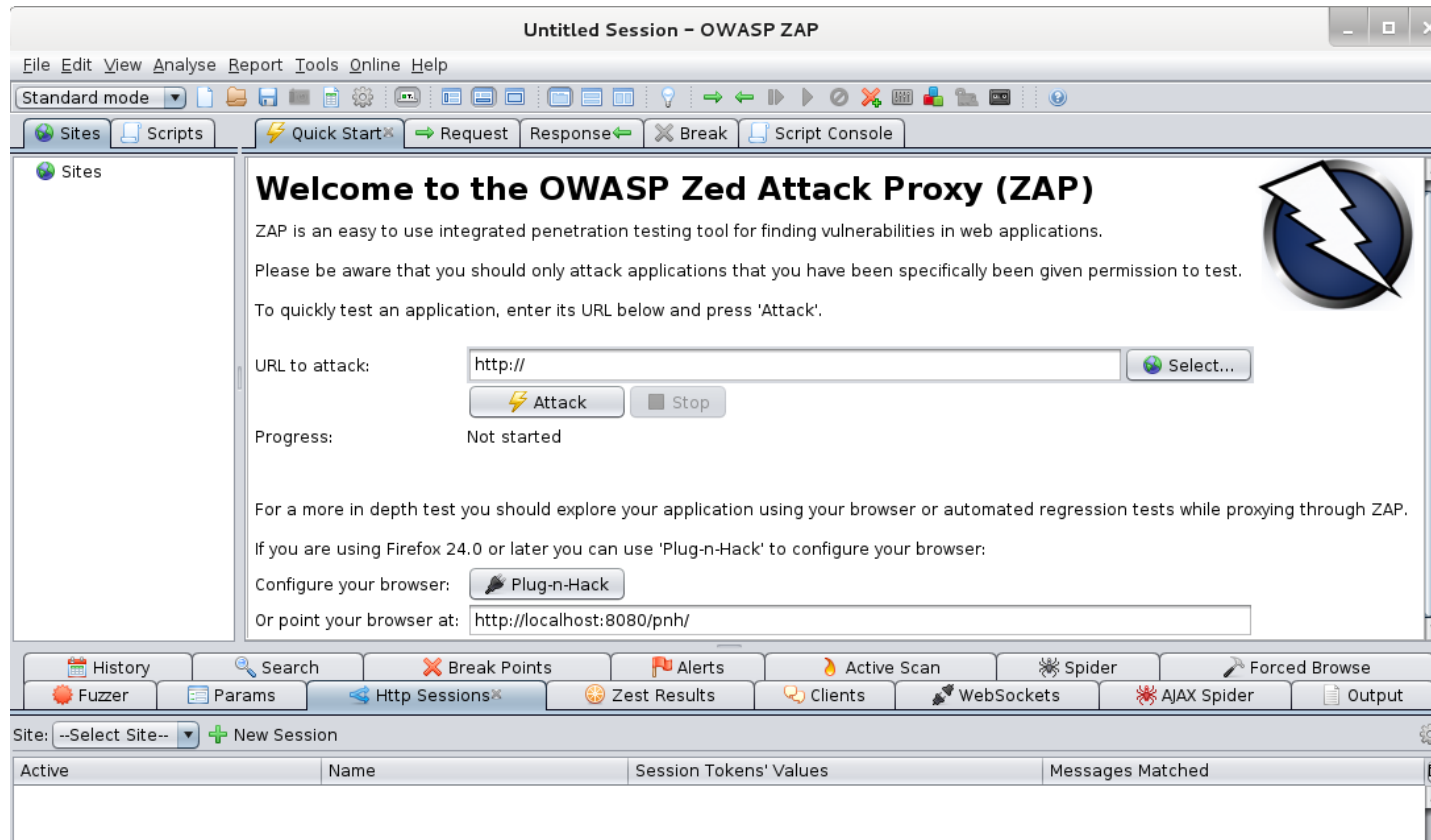 Untitled Session - OWASP ZAP
File Edit View Analyse Report Tools Online Help
Standard mode
Sites Scripts Quick Start Request Response Break Script Console
Sites
Welcome to the OWASP Zed Attack Proxy (ZAP)
ZAP is an easy to use integrated penetration testing tool for finding vulnerabilities in web applications.
Please be aware that you should only attack applications that you have been specifically been given permission to test.
To quickly test an application, enter its URL below and press 'Attack'.
URL to attack: http:// Select...
Attack Stop
Progress: Not started
For a more in depth test you should explore your application using your browser or automated regression tests while proxying through ZAP.
If you are using Firefox 24.0 or later you can use 'Plug-n-Hack' to configure your browser:
Configure your browser: Plug-n-Hack
Or point your browser at: http://localhost:8080/pnh/
History Search Break Points Alerts Active Scan Spider Forced Browse
Fuzzer Params Http Sessions Zest Results Clients WebSockets AJAX Spider Output
Site: --Select Site-- New Session
Active Name Session Tokens' Values Messages Matched